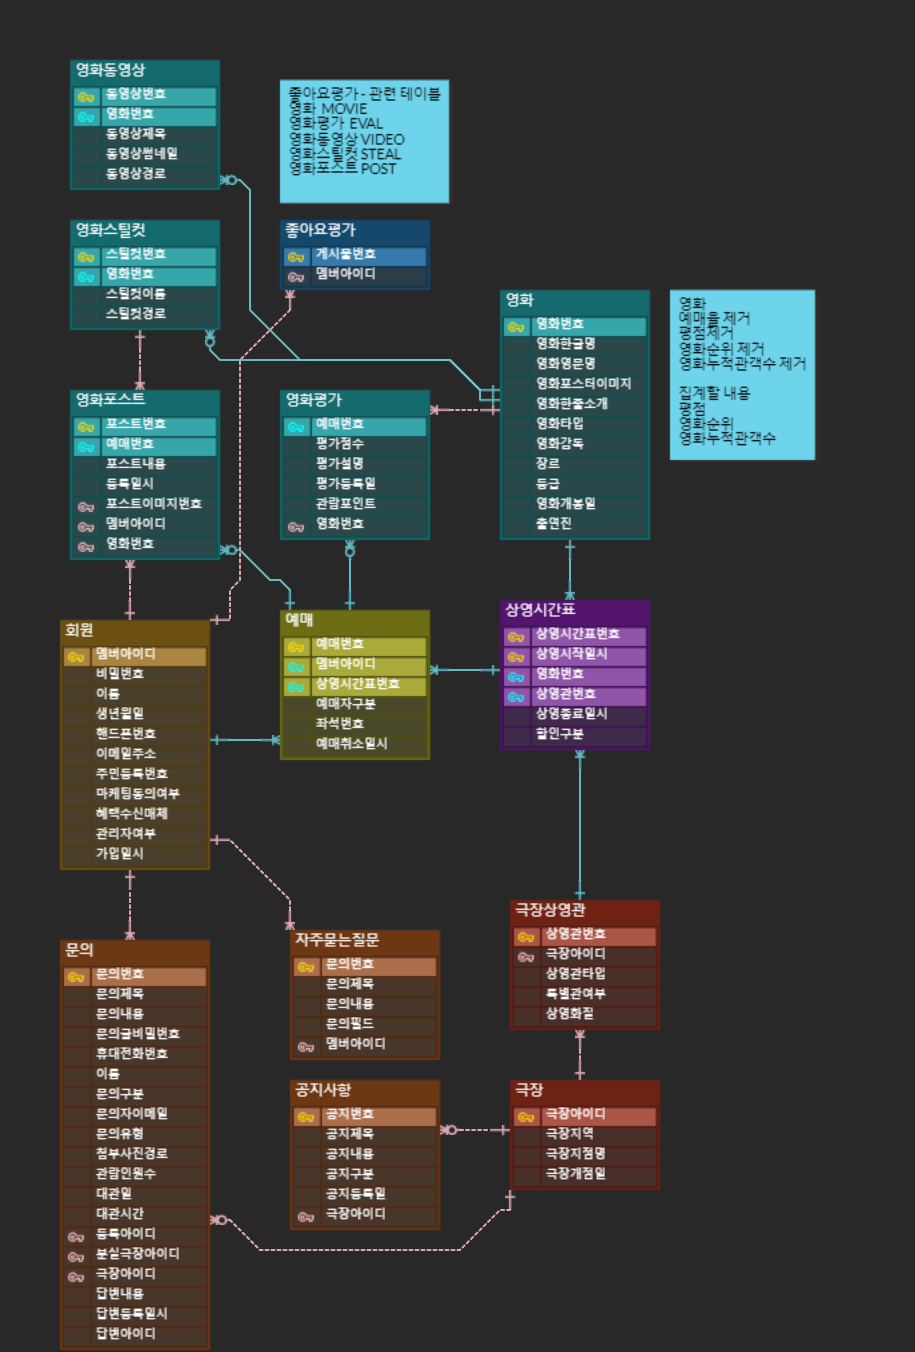 영화동영상
동영상번호
영화번호
동영상제목
동영상썸네일
동영상경로
좋아요평가 - 관련 테이블
영화 MOVIE
영화평가 EVAL
영화동영상 VIDEO
영화스틸컷 STEAL
영화포스트 POST
영화스틸컷
스틸컷번호
영화번호
스틸컷이름
스틸컷경로
좋아요평가
게시물번호
멤버아이디
영화
영화번호
영화한글명
영화영문명
영화포스터이미지
영화한줄소개
영화타입
영화감독
장르
등급
영화개봉일
출연진
영화
예매율 제거
평점제거
영화순위 제거
영화누적관객수 제거
집계할 내용
평점
영화순위
영화누적관객수
영화포스트
포스트번호
예매번호
포스트내용
등록일시
포스트이미지번호
멤버아이디
영화번호
영화평가
예매번호
평가점수
평가설명
평가등록일
관람포인트
영화번호
회원
멤버아이디
비밀번호
이름
생년월일
핸드폰번호
이메일주소
주민등록번호
마케팅동의여부
혜택수신매체
관리자여부
가입일시
예매
예매번호
멤버아이디
상영시간표번호
예매자구분
좌석번호
예매취소일시
상영시간표
상영시간표번호
상영시작일시
영화번호
상영관번호
상영종료일시
할인구분
문의
문의번호
문의제목
문의내용
문의글비밀번호
휴대전화번호
이름
문의구분
문의자이메일
문의유형
첨부사진경로
관람인원수
대관일
대관시간
등록아이디
분실극장아이디
극장아이디
답변내용
답변등록일시
답변아이디
자주묻는질문
문의번호
문의제목
문의내용
문의필드
멤버아이디
극장상영관
상영관번호
극장아이디
상영관타입
특별관여부
상영화질
공지사항
공지번호
공지제목
공지내용
공지구분
공지등록일
극장아이디
극장
극장아이디
극장지역
극장지점명
극장개점일